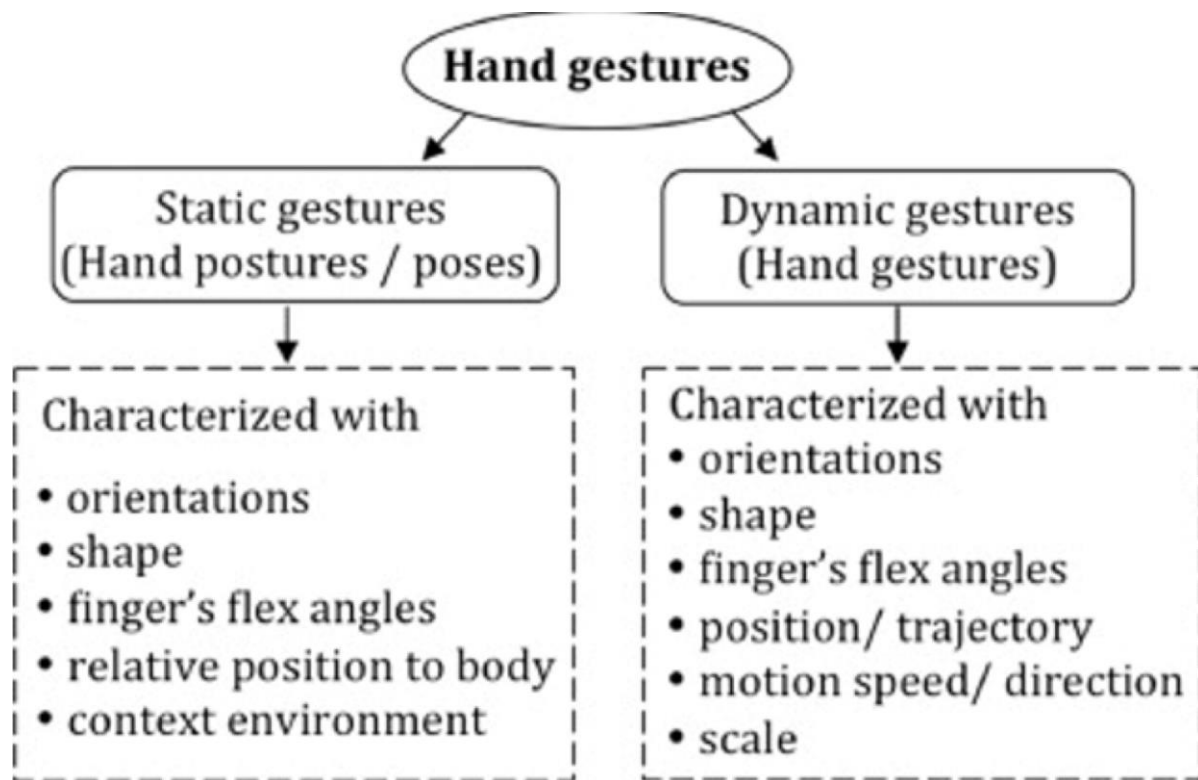 Hand gestures
Static gestures
(Hand postures / poses)
Dynamic gestures
(Hand gestures)
Characterized with
• orientations
• shape
• finger's flex angles
• relative position to body
• context environment
Characterized with
• orientations
• shape
• finger's flex angles
• position/ trajectory
• motion speed/ direction
• scale